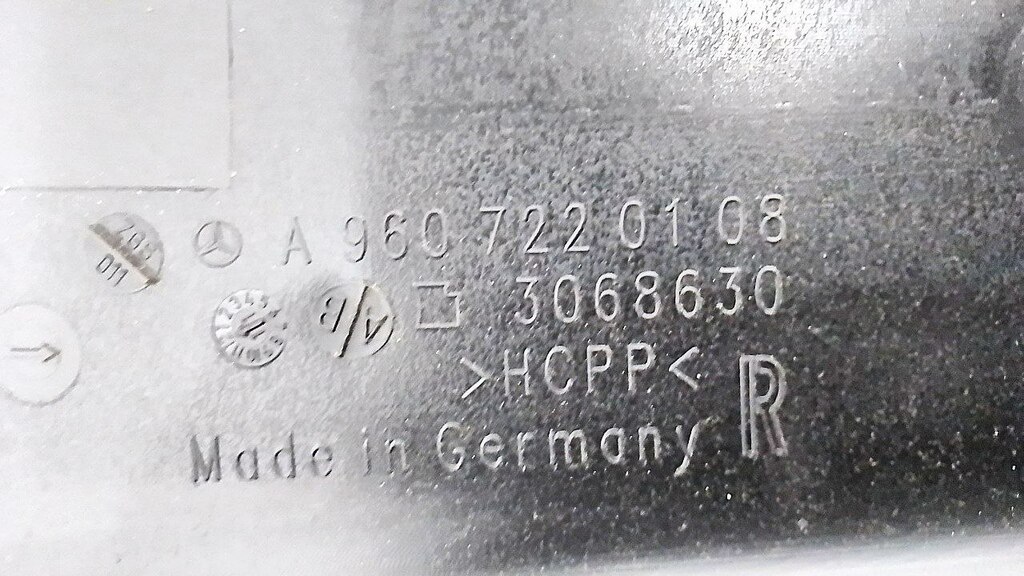 A 960 722 01 08
3068630
>HCPP<
Made in Germany
R